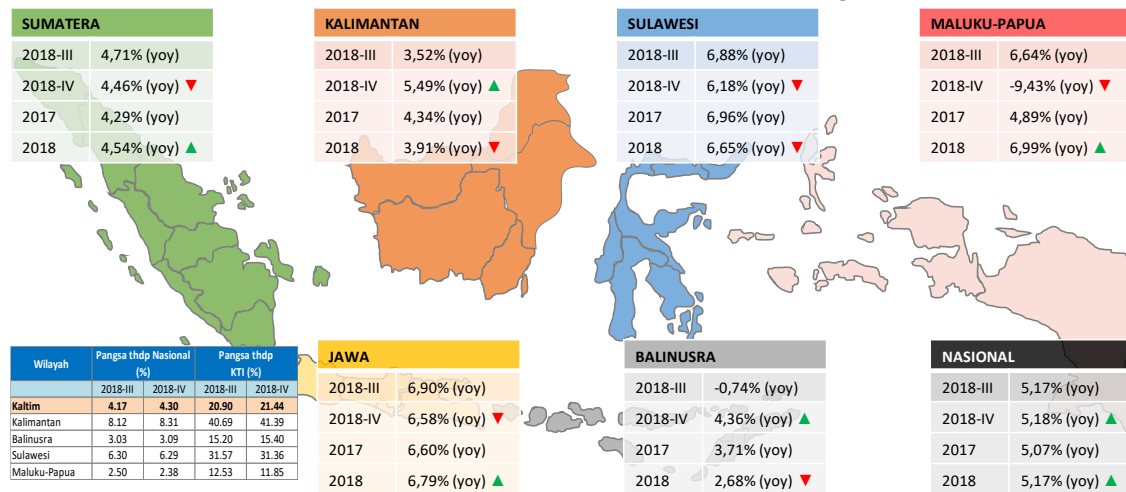 SUMATERA
2018-III 4,71% (yoy)
2018-IV 4,46% (yoy) ▼
2017 4,29% (yoy)
2018 4,54% (yoy) ▲
KALIMANTAN
2018-III 3,52% (yoy)
2018-IV 5,49% (yoy) ▲
2017 4,34% (yoy)
2018 3,91% (yoy) ▼
SULAWESI
2018-III 6,88% (yoy)
2018-IV 6,18% (yoy) ▼
2017 6,96% (yoy)
2018 6,65% (yoy) ▼
MALUKU-PAPUA
2018-III 6,64% (yoy)
2018-IV -9,43% (yoy) ▼
2017 4,89% (yoy)
2018 6,99% (yoy) ▲
Wilayah Pangsa thdp Nasional (%) Pangsa thdp KTI (%)
2018-III 2018-IV 2018-III 2018-IV
Kaltim 4.17 4.30 20.90 21.44
Kalimantan 8.12 8.31 40.69 41.39
Balinusra 3.03 3.09 15.20 15.40
Sulawesi 6.30 6.29 31.57 31.36
Maluku-Papua 2.50 2.38 12.53 11.85
JAWA
2018-III 6,90% (yoy)
2018-IV 6,58% (yoy) ▼
2017 6,60% (yoy)
2018 6,79% (yoy) ▲
BALINUSRA
2018-III -0,74% (yoy)
2018-IV 4,36% (yoy) ▲
2017 3,71% (yoy)
2018 2,68% (yoy) ▼
NASIONAL
2018-III 5,17% (yoy)
2018-IV 5,18% (yoy) ▲
2017 5,07% (yoy)
2018 5,17% (yoy) ▲